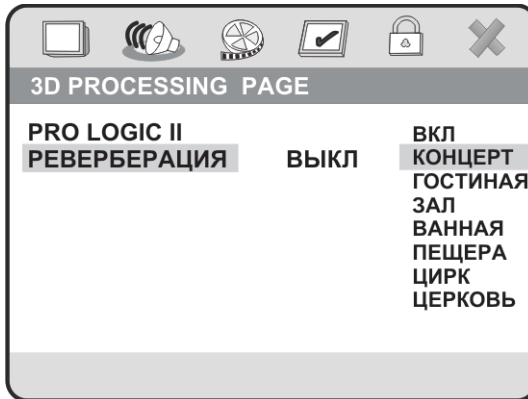 3D PROCESSING PAGE
PRO LOGIC II
РЕВЕРБЕРАЦИЯ ВЫКЛ
ВКЛ
КОНЦЕРТ
ГОСТИНАЯ
ЗАЛ
ВАННАЯ
ПЕЩЕРА
ЦИРК
ЦЕРКОВЬ